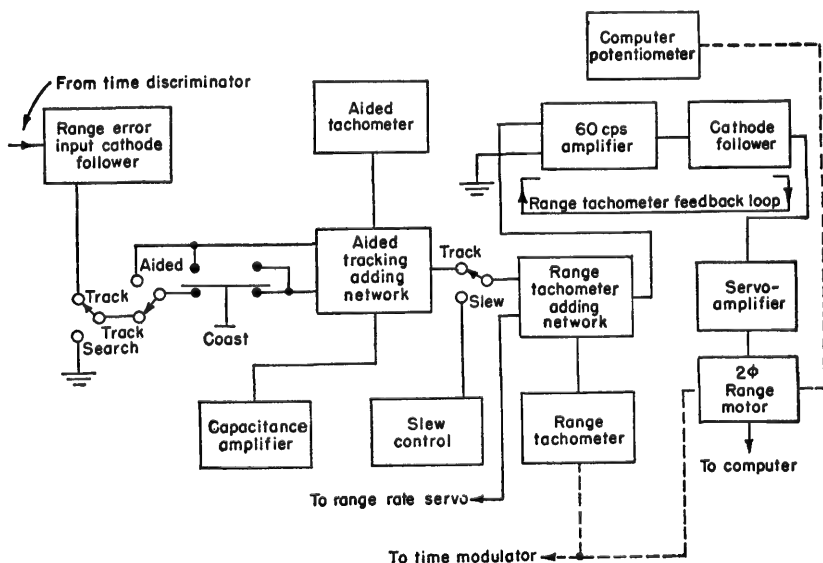 Computer
potentiometer
From time discriminator
Range error
input cathode
follower
Aided
tachometer
60 cps
amplifier
Cathode
follower
Range tachometer feedback loop
Aided
Track
Track
Search
Coast
Aided
tracking
adding
network
Track
Slew
Range
tachometer
adding
network
Servo-
amplifier
2Φ
Range
motor
Capacitance
amplifier
Slew
control
Range
tachometer
To computer
To range rate servo
To time modulator